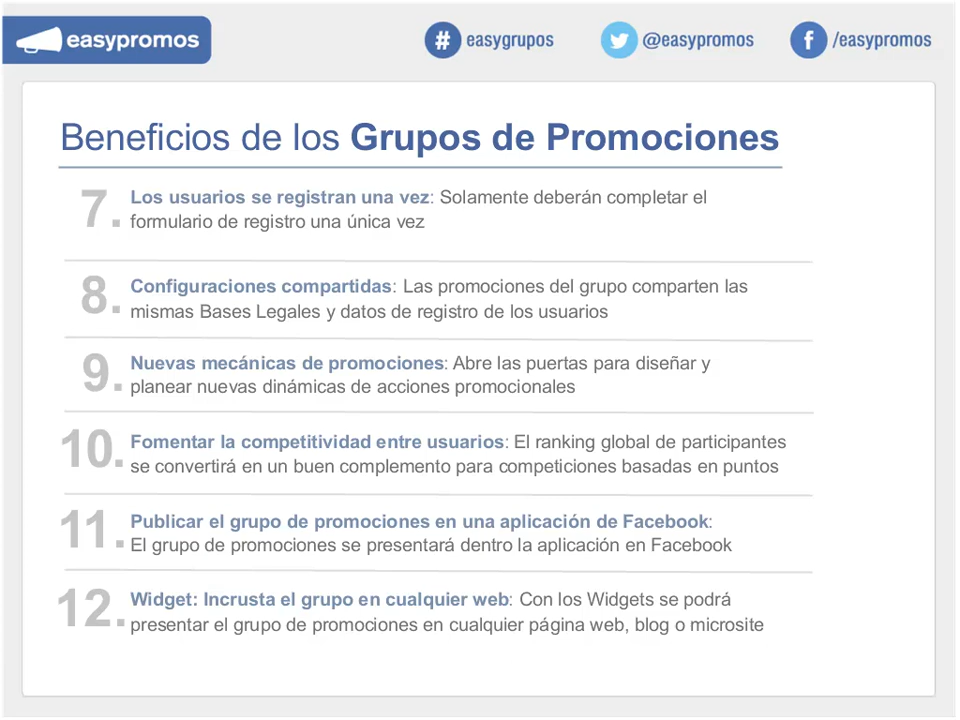 easypromos
# easygrupos
@easypromos
f /easypromos
Beneficios de los Grupos de Promociones
7. Los usuarios se registran una vez: Solamente deberán completar el
formulario de registro una única vez
8. Configuraciones compartidas: Las promociones del grupo comparten las
mismas Bases Legales y datos de registro de los usuarios
9. Nuevas mecánicas de promociones: Abre las puertas para diseñar y
planear nuevas dinámicas de acciones promocionales
10. Fomentar la competitividad entre usuarios: El ranking global de participantes
se convertirá en un buen complemento para competiciones basadas en puntos
11. Publicar el grupo de promociones en una aplicación de Facebook:
El grupo de promociones se presentará dentro la aplicación en Facebook
12. Widget: Incrusta el grupo en cualquier web: Con los Widgets se podrá
presentar el grupo de promociones en cualquier página web, blog o microsite